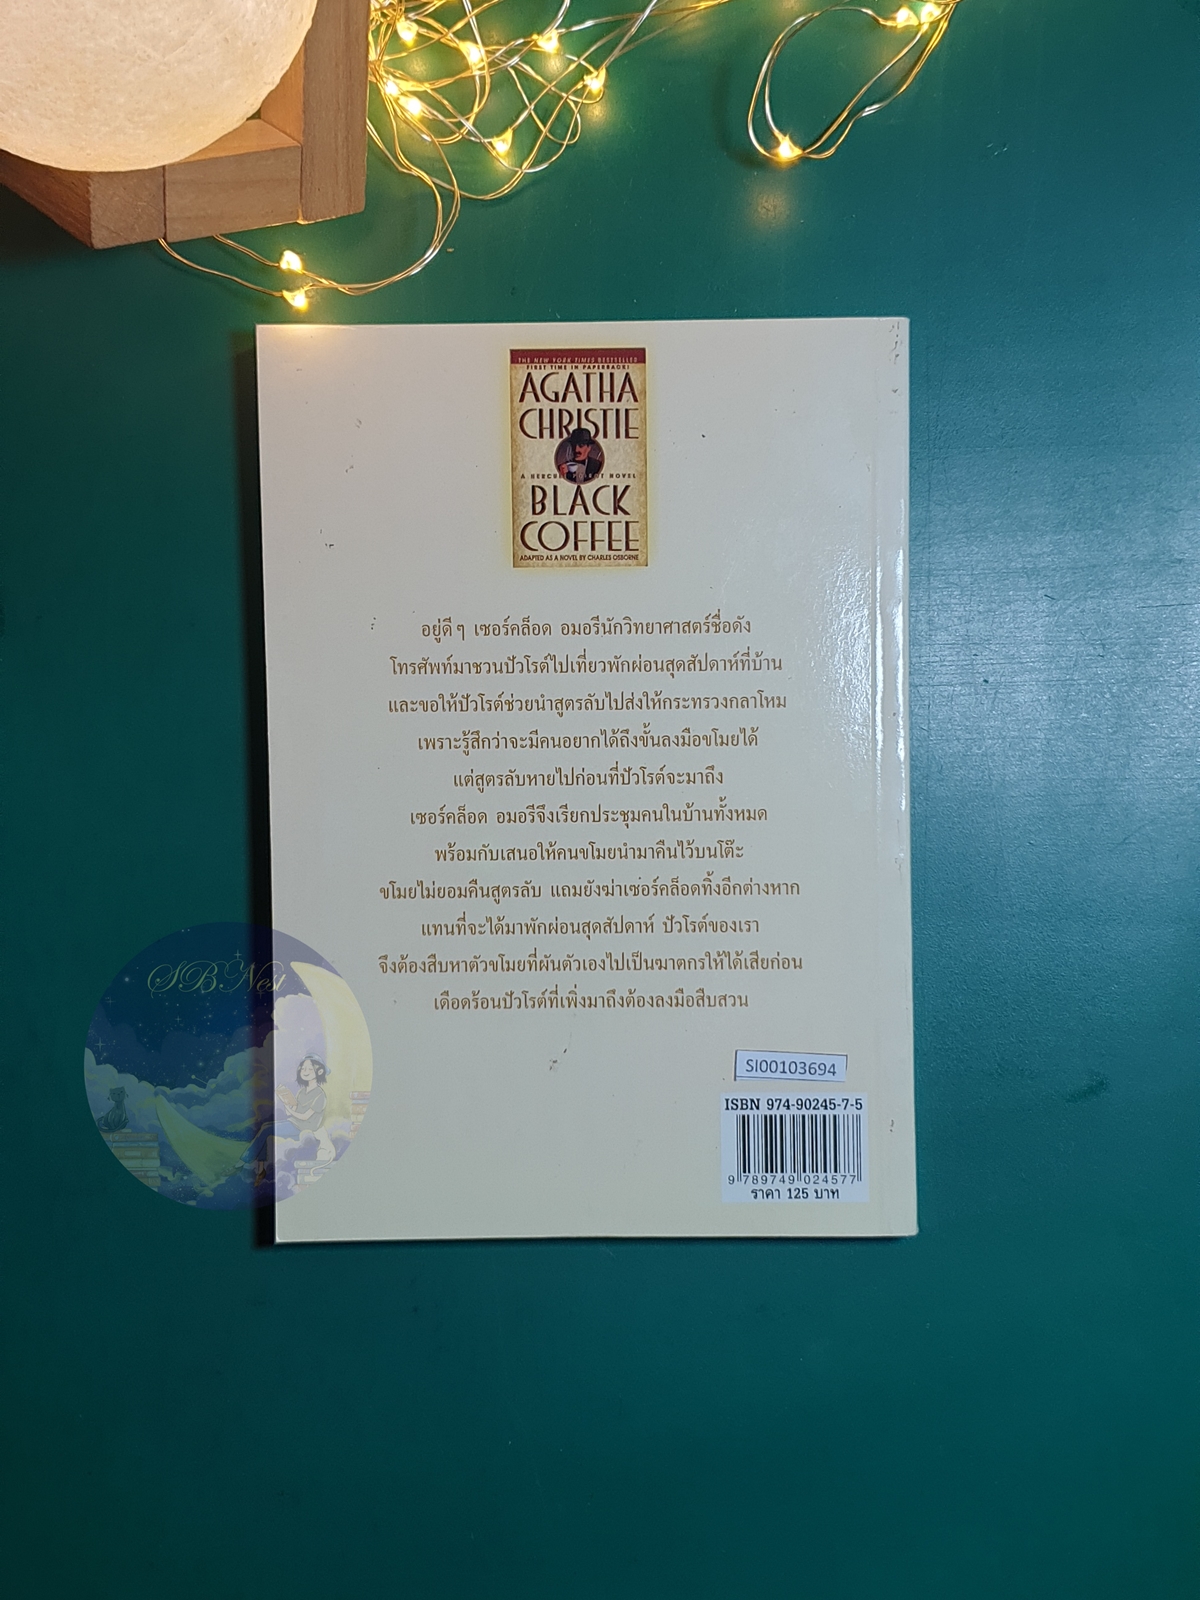 THE NEW YORK TIMES BESTSELLER
FIRST TIME IN PAPERBACK!
AGATHA
CHRISTIE
A HERCULE POIROT NOVEL
BLACK
COFFEE
ADAPTED AS A NOVEL BY CHARLES OSBORNE
อยู่ดีๆ เซอร์คล็อด อมอรีนักวิทยาศาสตร์ชื่อดัง
โทรศัพท์มาชวนปัวโรต์ไปเที่ยวพักผ่อนสุดสัปดาห์ที่บ้าน
และขอให้ปัวโรต์ช่วยนำสูตรลับไปส่งให้กระทรวงกลาโหม
เพราะรู้สึกว่าจะมีคนอยากได้ถึงขั้นลงมือขโมยได้
แต่สูตรลับหายไปก่อนที่ปัวโรต์จะมาถึง
เซอร์คล็อด อมอรีจึงเรียกประชุมคนในบ้านทั้งหมด
พร้อมกับเสนอให้คนขโมยนำมาคืนไว้บนโต๊ะ
ขโมยไม่ยอมคืนสูตรลับ แถมยังฆ่าเซอร์คล็อดทิ้งอีกต่างหาก
แทนที่จะได้มาพักผ่อนสุดสัปดาห์ ปัวโรต์ของเรา
จึงต้องสืบหาตัวขโมยที่ผันตัวเองไปเป็นฆาตกรให้ได้เสียก่อน
เดือดร้อนปัวโรต์ที่เพิ่งมาถึงต้องลงมือสืบสวน
SBNest
SI00103694
ISBN 974-90245-7-5
9 789749 024577
ราคา 125 บาท